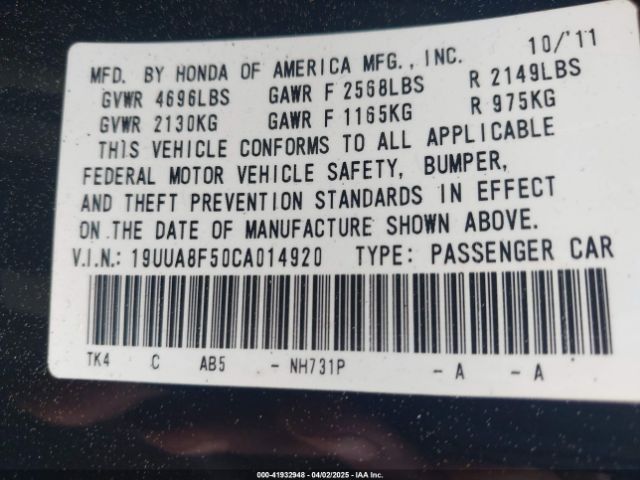 MFD. BY HONDA OF AMERICA MFG., INC. 10/'11
GVWR 4696LBS GAWR F 2568LBS R 2149LBS
GVWR 2130KG GAWR F 1165KG R 975KG
THIS VEHICLE CONFORMS TO ALL APPLICABLE
FEDERAL MOTOR VEHICLE SAFETY, BUMPER,
AND THEFT PREVENTION STANDARDS IN EFFECT
ON THE DATE OF MANUFACTURE SHOWN ABOVE.
V.I.N.: 19UUA8F50CA014920 TYPE: PASSENGER CAR
TK4 C AB5 - NH731P - A - A
000-41932948 - 04/02/2025 - IAA Inc.